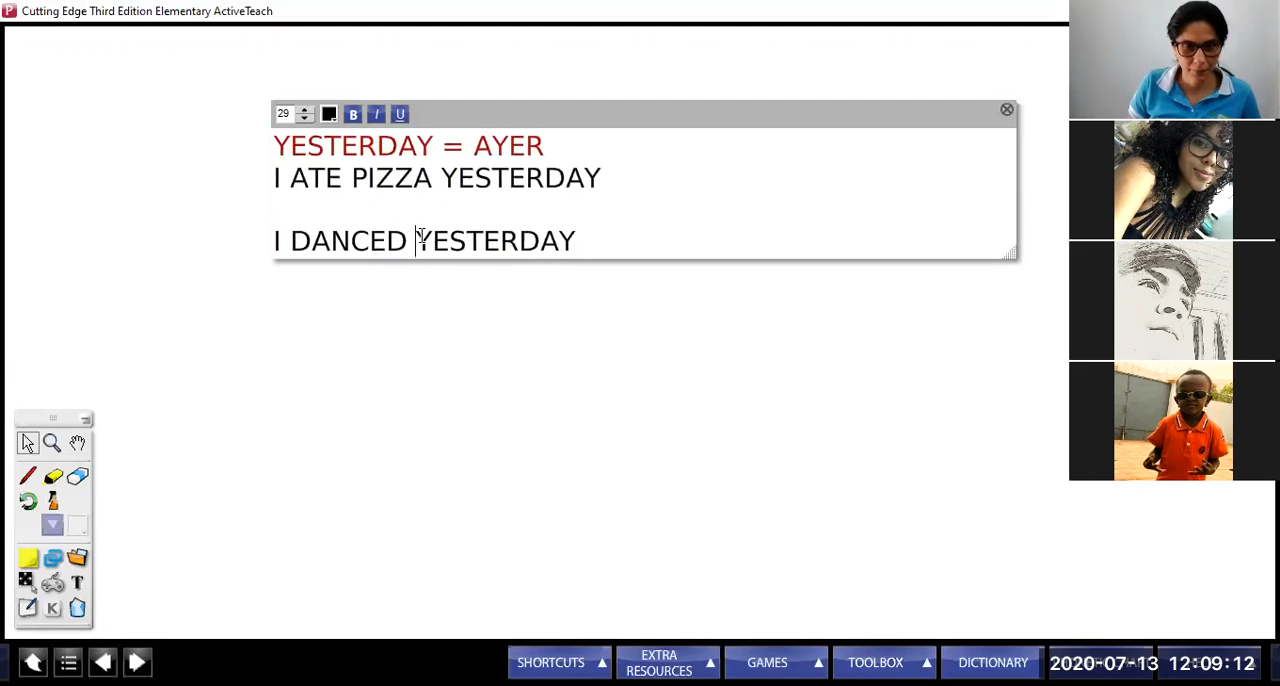 Cutting Edge Third Edition Elementary ActiveTeach
29
B I U
YESTERDAY = AYER
I ATE PIZZA YESTERDAY
I DANCED YESTERDAY
T
K
SHORTCUTS
EXTRA
RESOURCES
GAMES
TOOLBOX
DICTIONARY
2020-07-13 12:09:12